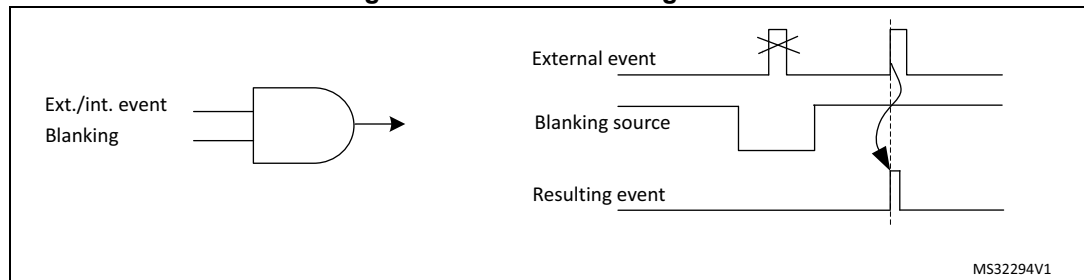 Ext./int. event
Blanking
External event
Blanking source
Resulting event
MS32294V1